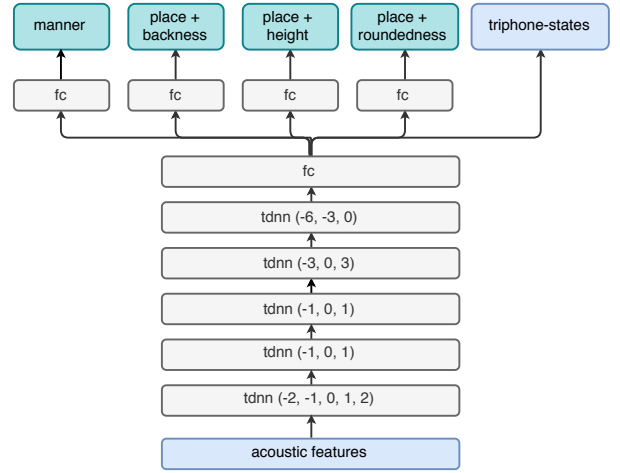 manner
place +
backness
place +
height
place +
roundedness
triphone-states
fc
fc
fc
fc
fc
tdnn (-6, -3, 0)
tdnn (-3, 0, 3)
tdnn (-1, 0, 1)
tdnn (-1, 0, 1)
tdnn (-2, -1, 0, 1, 2)
acoustic features